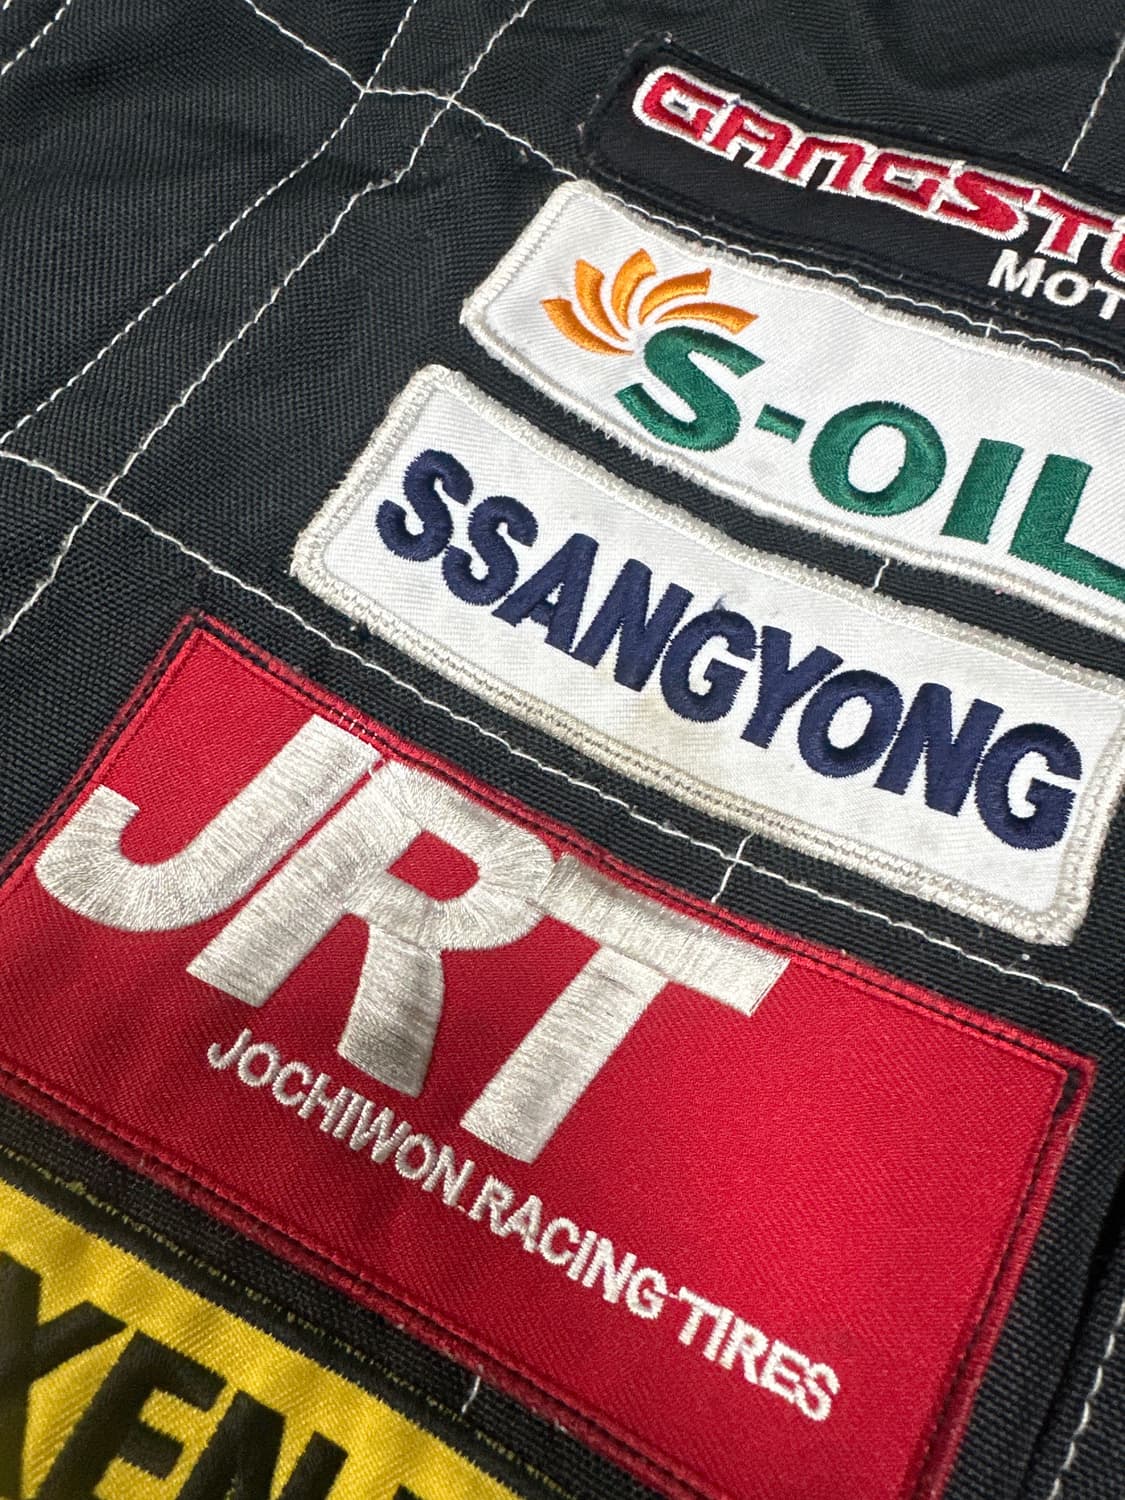 MOT
S-OIL
SSANGYONG
JRT
JOCHIWON.RACING TIRES